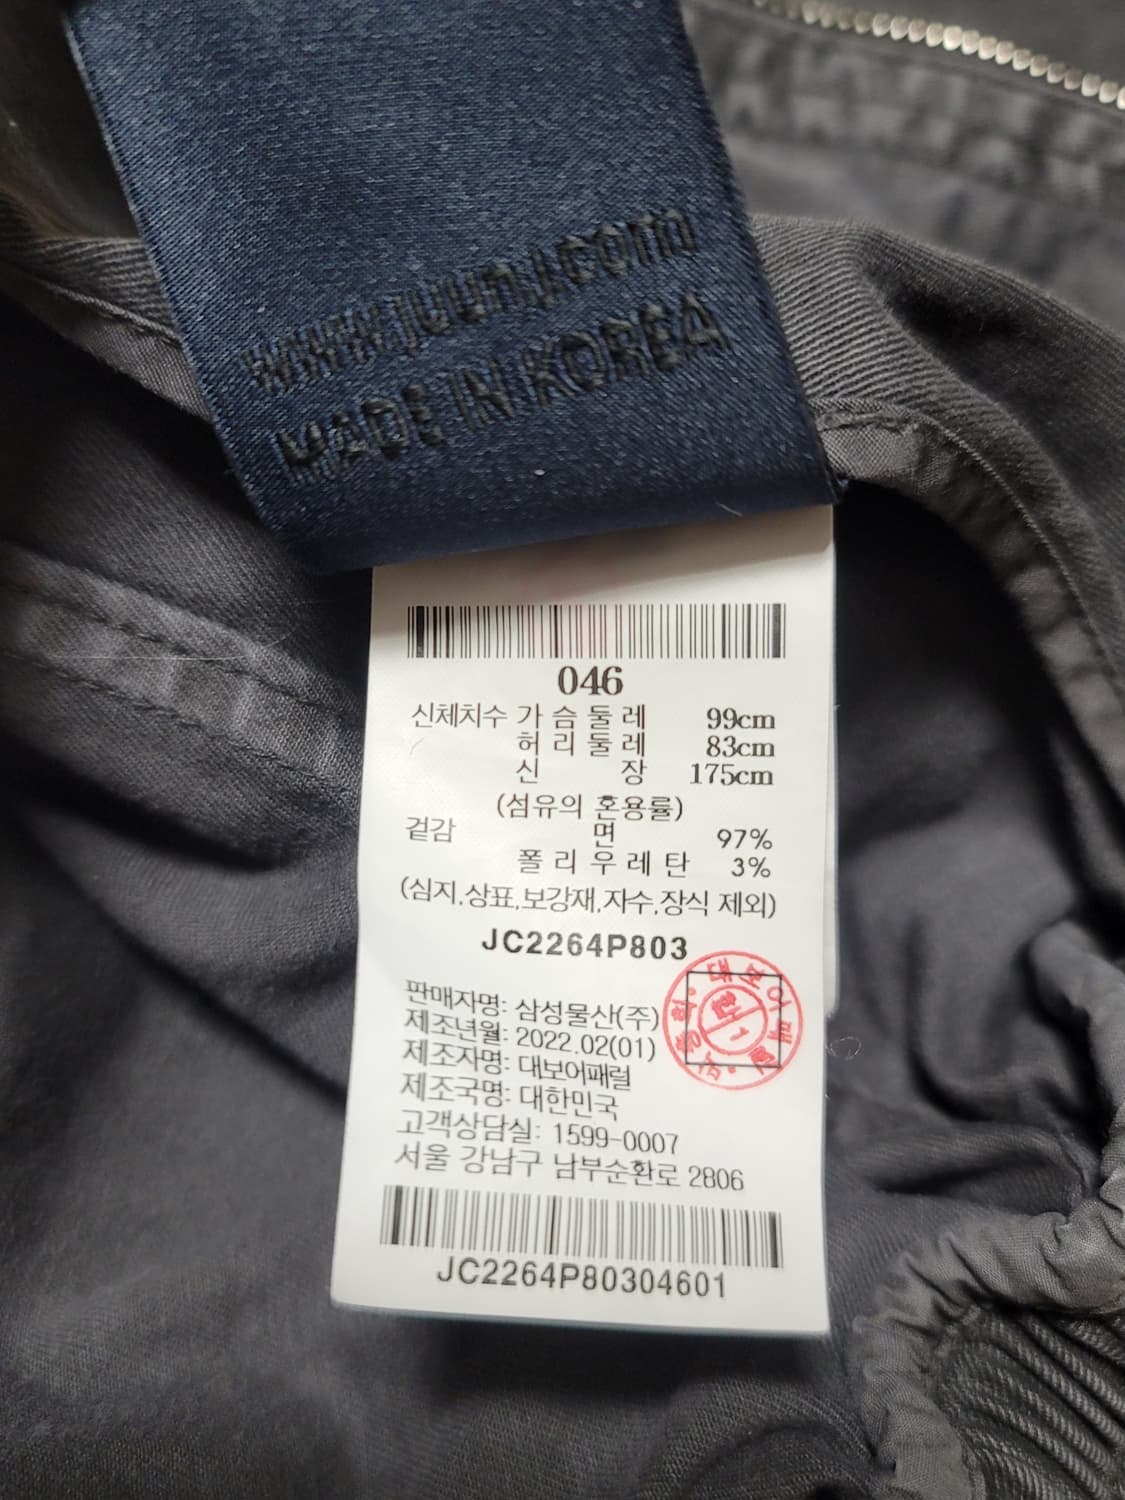 www.juunj.com
MADE IN KOREA
046
신체치수 가슴둘레 99cm
허리둘레 83cm
신 장 175cm
(섬유의 혼용률)
겉감 면 97%
폴리우레탄 3%
(심지,상표,보강재,자수,장식 제외)
JC2264P803
판매자명: 삼성물산(주)
제조년월: 2022.02(01)
제조자명: 대보어패럴
제조국명: 대한민국
고객상담실: 1599-0007
서울 강남구 남부순환로 2806
JC2264P80304601